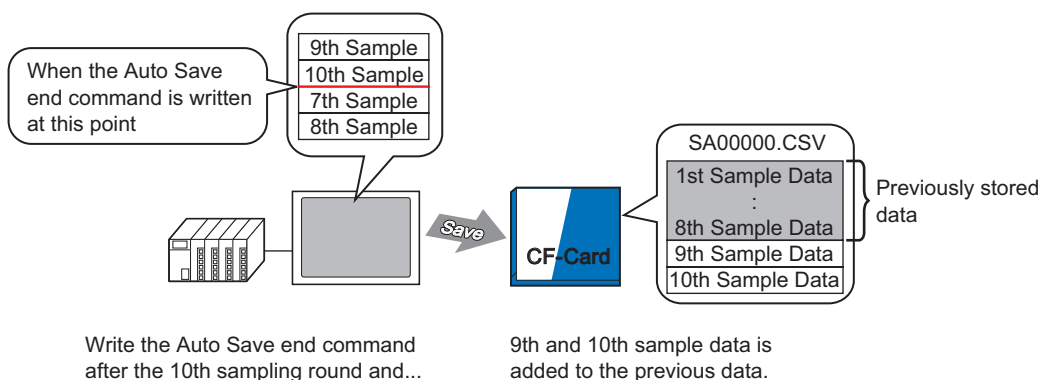 9th Sample
10th Sample
7th Sample
8th Sample
When the Auto Save
end command is written
at this point
Save
CF-Card
SA00000.CSV
1st Sample Data
:
8th Sample Data
9th Sample Data
10th Sample Data
Previously stored
data
Write the Auto Save end command
after the 10th sampling round and...
9th and 10th sample data is
added to the previous data.